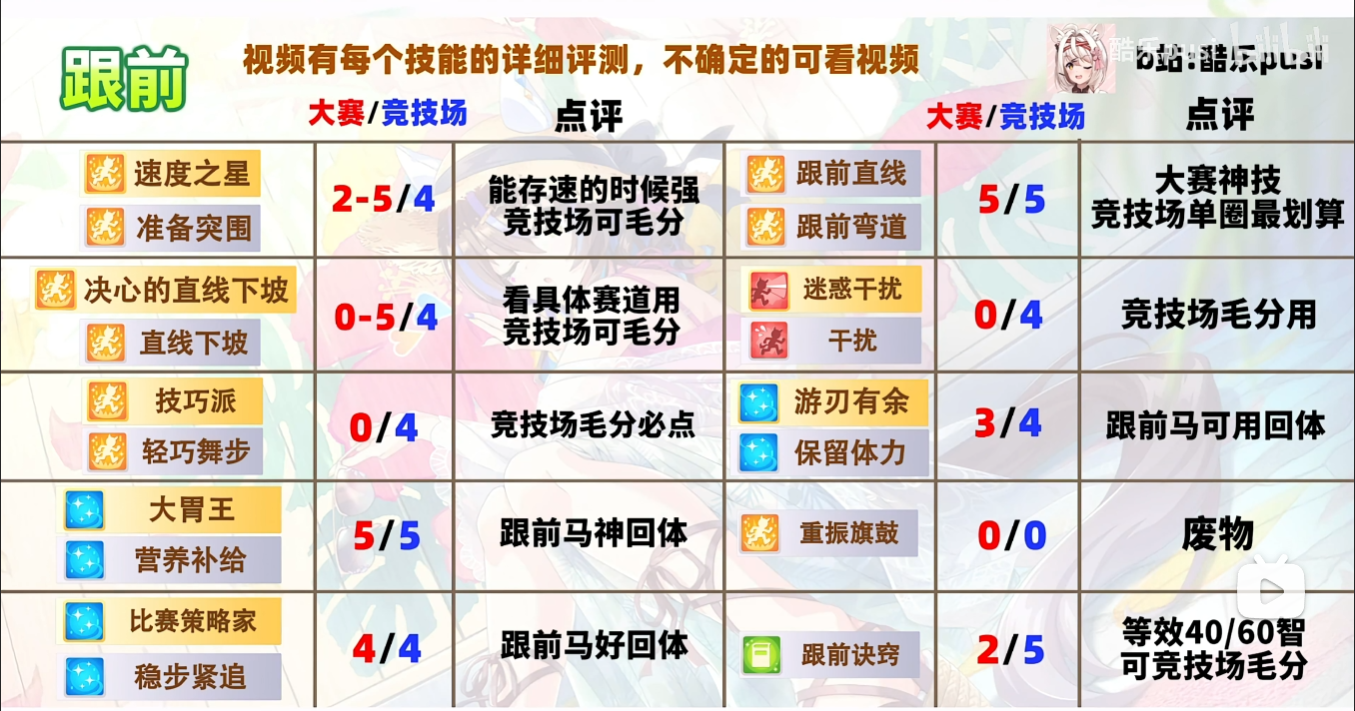 跟前
视频有每个技能的详细评测，不确定的可看视频
b站:酷乐pusi
大赛/竞技场
点评
大赛/竞技场
点评
速度之星
准备突围
2-5/4
能存速的时候强
竞技场可毛分
跟前直线
跟前弯道
5/5
大赛神技
竞技场单圈最划算
决心的直线下坡
直线下坡
0-5/4
看具体赛道用
竞技场可毛分
迷惑干扰
干扰
0/4
竞技场毛分用
技巧派
轻巧舞步
0/4
竞技场毛分必点
游刃有余
保留体力
3/4
跟前马可用回体
大胃王
营养补给
5/5
跟前马神回体
重振旗鼓
0/0
废物
比赛策略家
稳步紧追
4/4
跟前马好回体
跟前诀窍
2/5
等效40/60智
可竞技场毛分